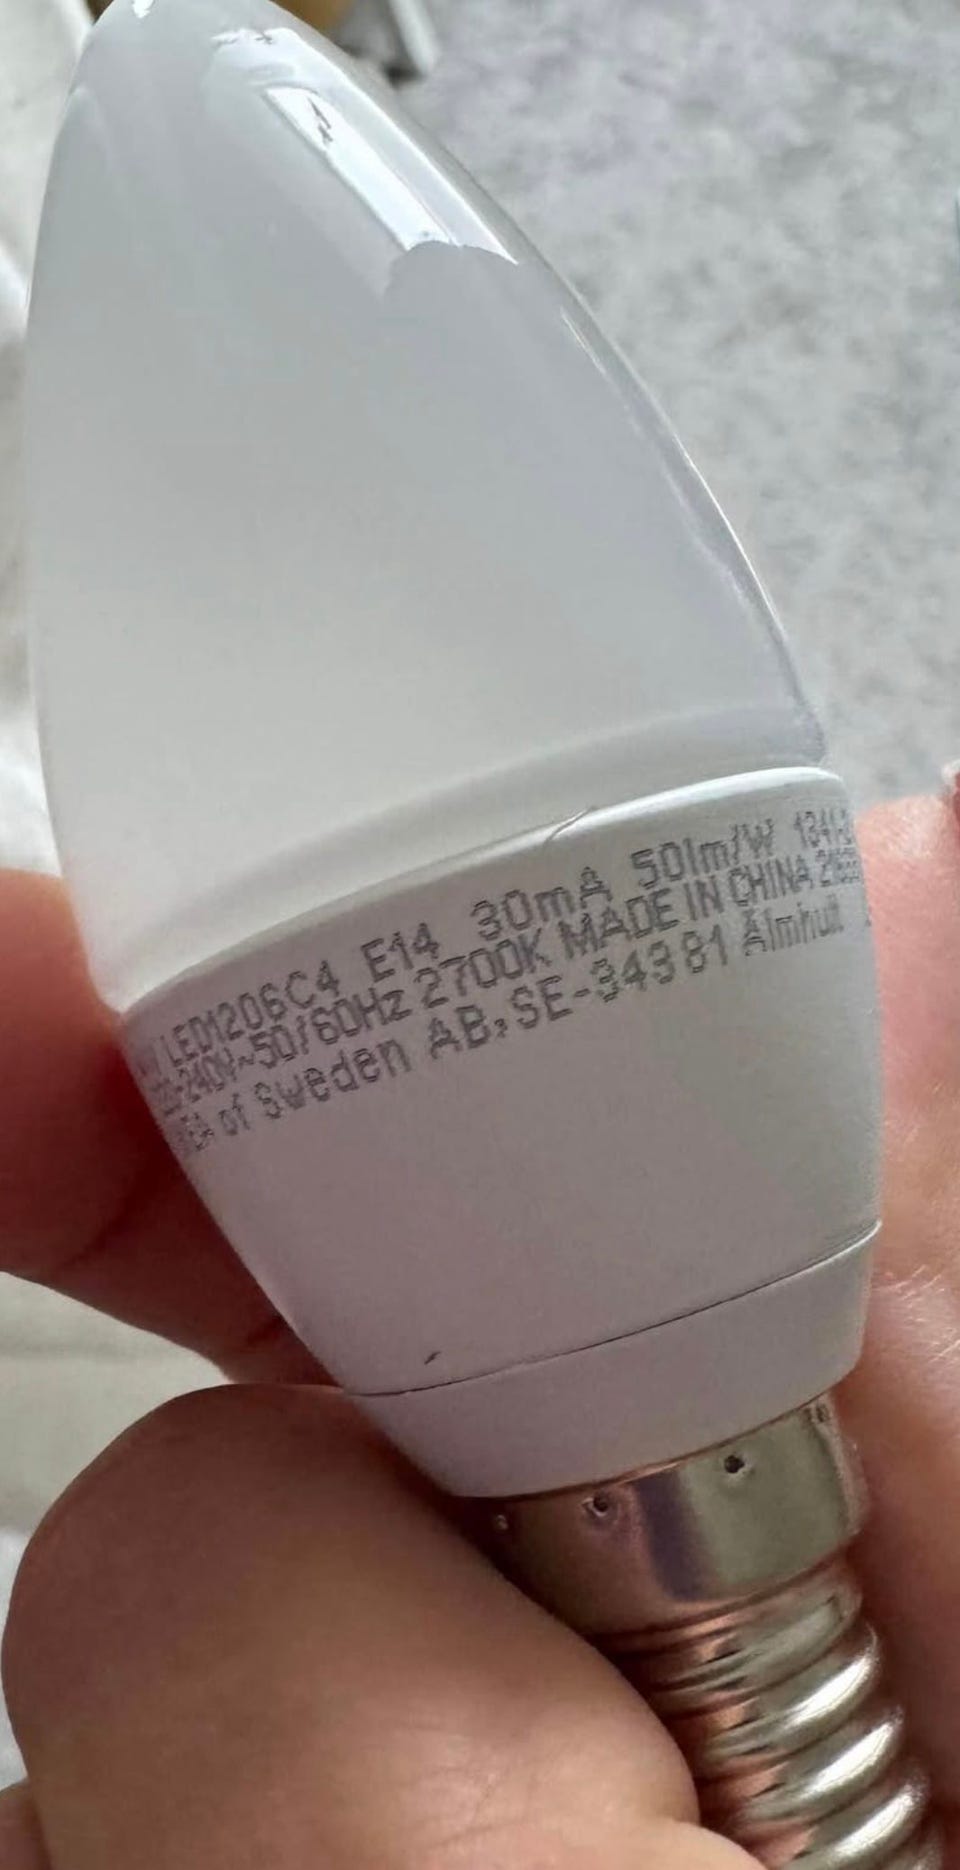 LED1206C4 E14 30mA 50lm/W
-240V~50/60Hz 2700K MADE IN CHINA
of Sweden AB, SE-343 81 Älmhult